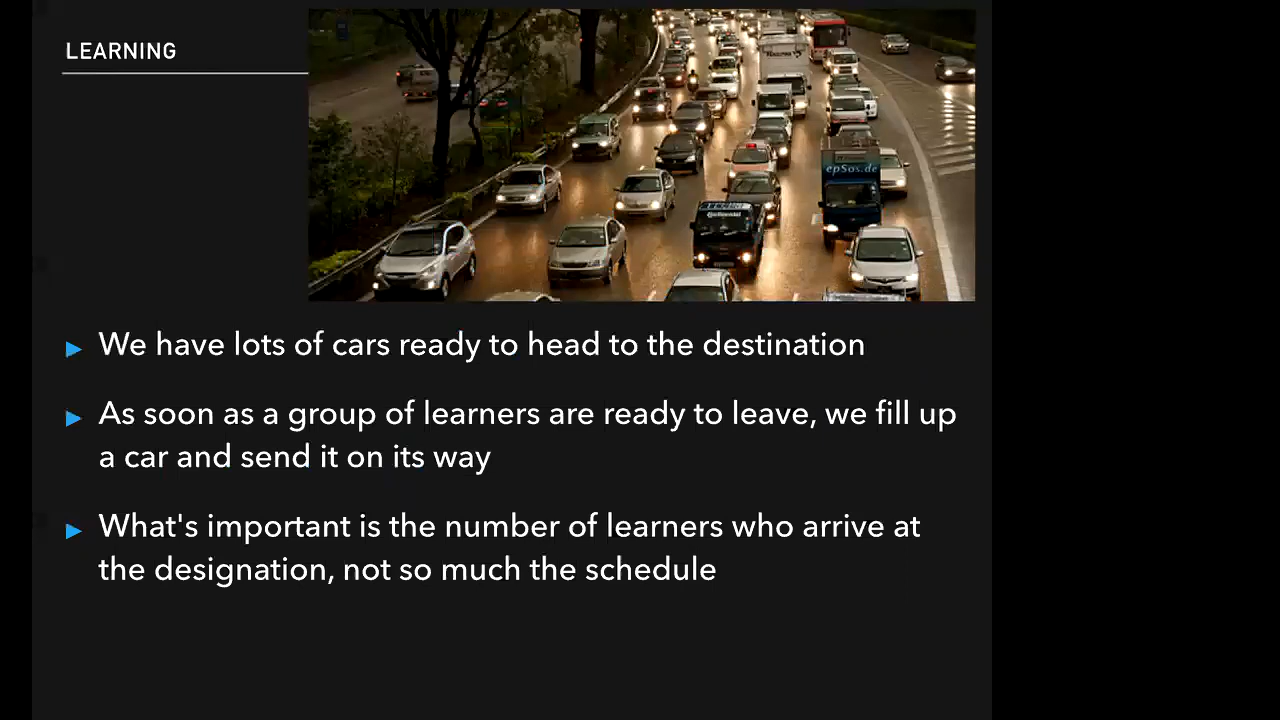 LEARNING
epSos.de
We have lots of cars ready to head to the destination
As soon as a group of learners are ready to leave, we fill up
a car and send it on its way
What's important is the number of learners who arrive at
the designation, not so much the schedule